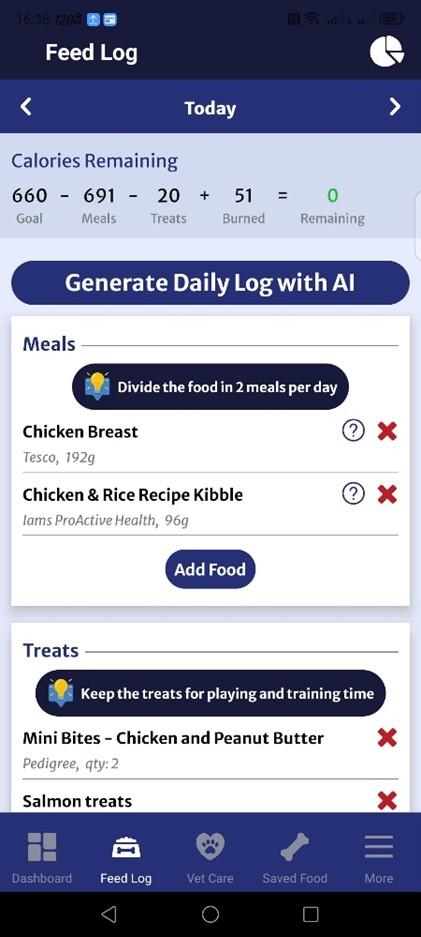 16:36
Feed Log
Today
Calories Remaining
660 - 691 - 20 + 51 = 0
Goal Meals Treats Burned Remaining
Generate Daily Log with AI
Meals
Divide the food in 2 meals per day
Chicken Breast
Tesco, 192g
Chicken & Rice Recipe Kibble
Iams ProActive Health, 96g
Add Food
Treats
Keep the treats for playing and training time
Mini Bites - Chicken and Peanut Butter
Pedigree, qty: 2
Salmon treats
Dashboard Feed Log Vet Care Saved Food More